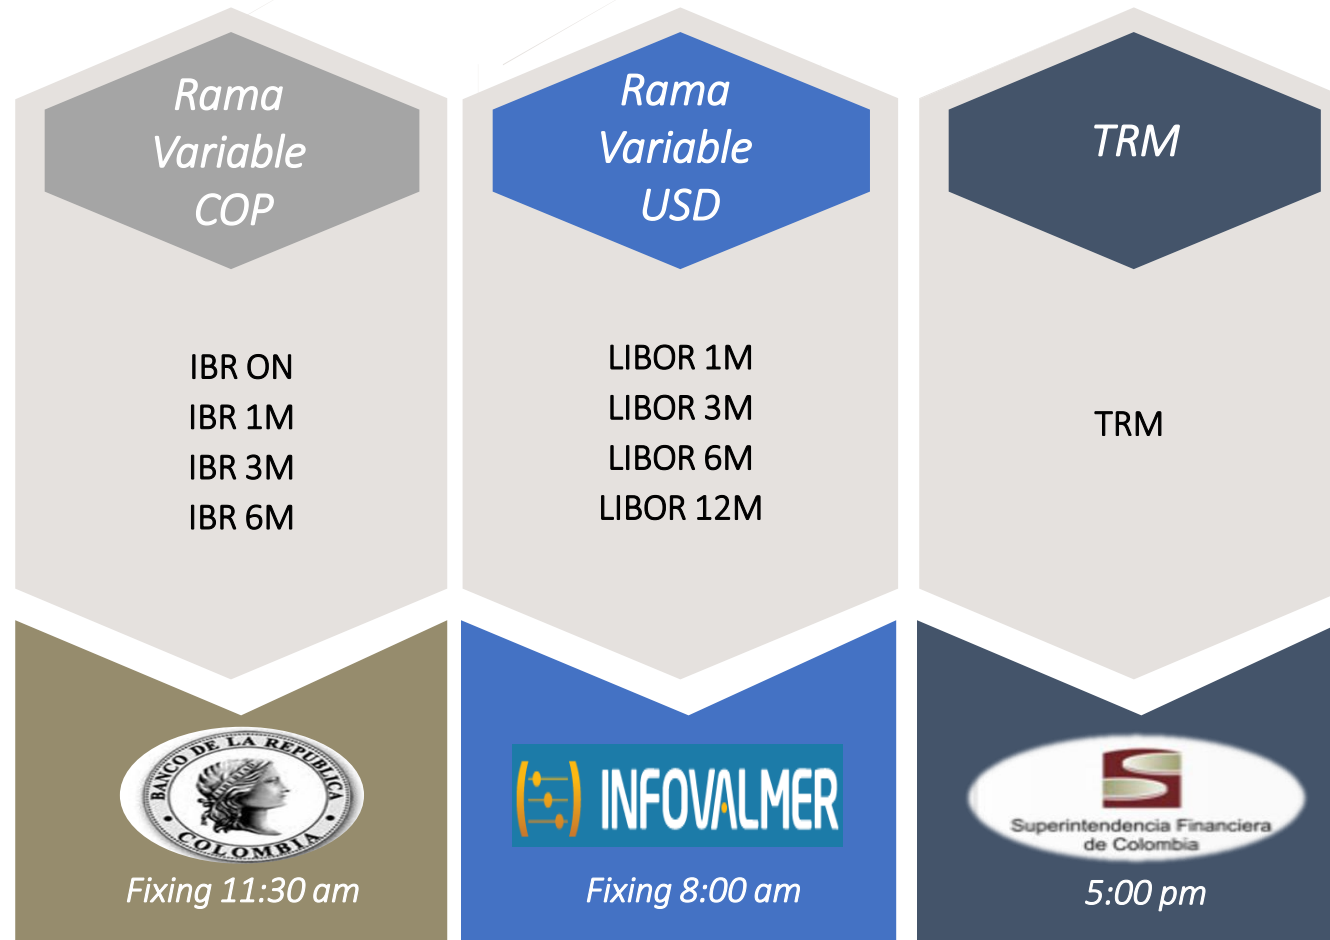 Rama
Variable
COP
IBR ON
IBR 1M
IBR 3M
IBR 6M
BANCO DE LA REPUBLICA
COLOMBIA
Fixing 11:30 am
Rama
Variable
USD
LIBOR 1M
LIBOR 3M
LIBOR 6M
LIBOR 12M
INFOVALMER
Fixing 8:00 am
TRM
TRM
Superintendencia Financiera
de Colombia
5:00 pm